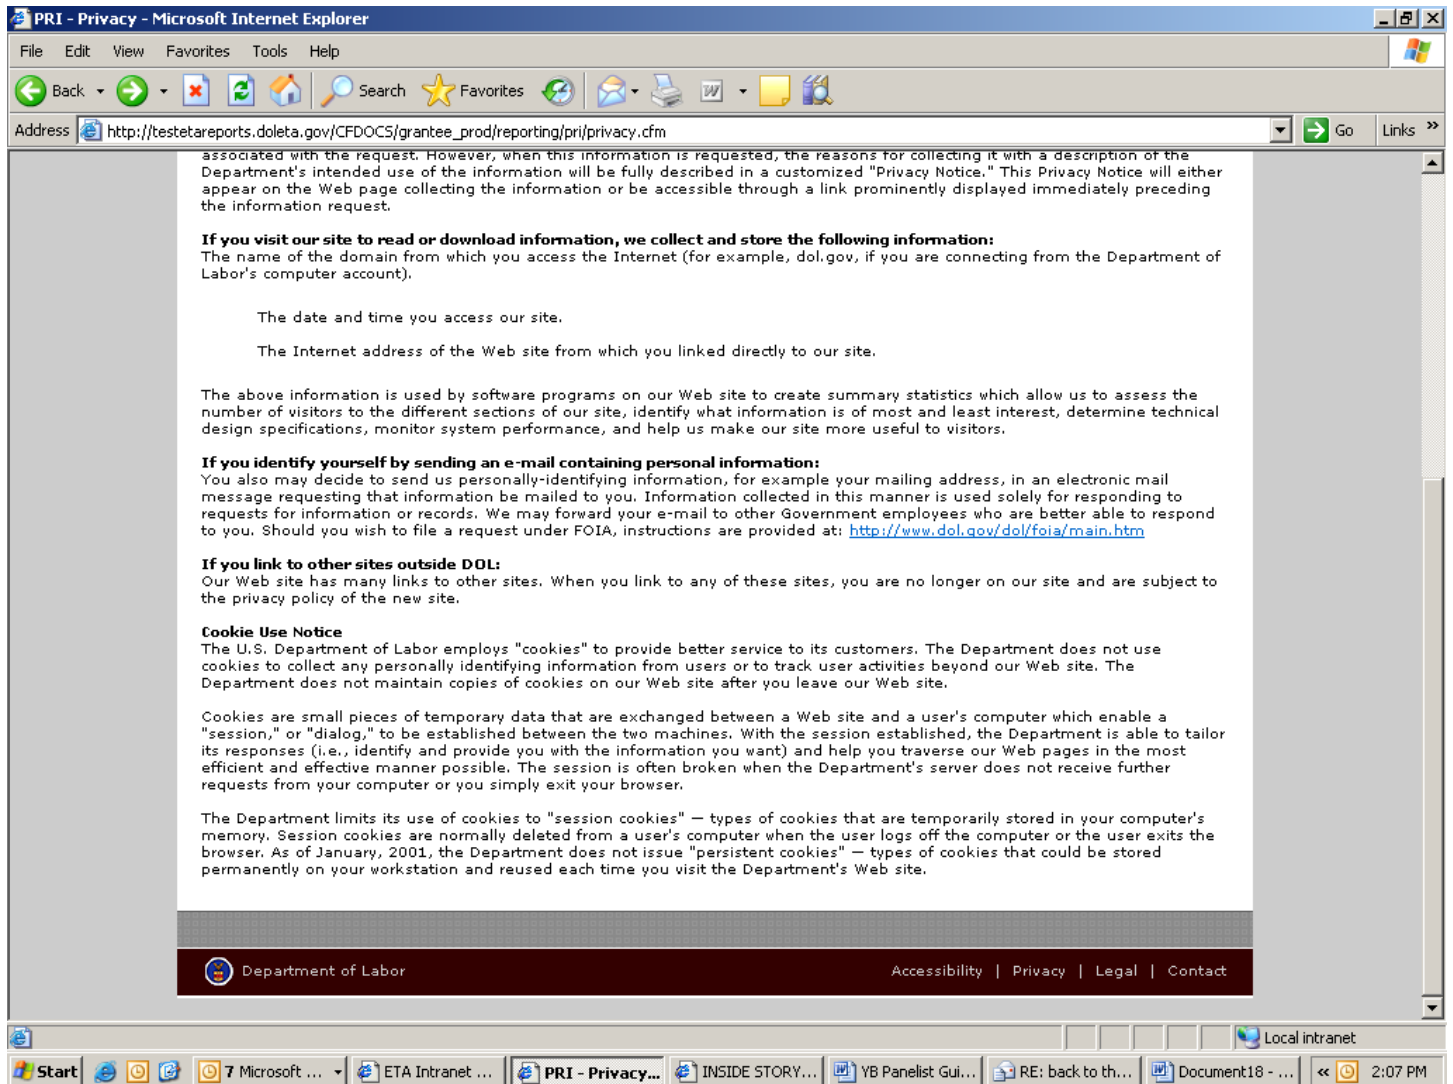 PRI - Privacy - Microsoft Internet Explorer
File Edit View Favorites Tools Help
Back Search Favorites
Address http://testetareports.doleta.gov/CFDOCS/grantee_prod/reporting/pri/privacy.cfm Go Links »
associated with the request. However, when this information is requested, the reasons for collecting it with a description of the
Department's intended use of the information will be fully described in a customized "Privacy Notice." This Privacy Notice will either
appear on the Web page collecting the information or be accessible through a link prominently displayed immediately preceding
the information request.
If you visit our site to read or download information, we collect and store the following information:
The name of the domain from which you access the Internet (for example, dol.gov, if you are connecting from the Department of
Labor's computer account).
The date and time you access our site.
The Internet address of the Web site from which you linked directly to our site.
The above information is used by software programs on our Web site to create summary statistics which allow us to assess the
number of visitors to the different sections of our site, identify what information is of most and least interest, determine technical
design specifications, monitor system performance, and help us make our site more useful to visitors.
If you identify yourself by sending an e-mail containing personal information:
You also may decide to send us personally-identifying information, for example your mailing address, in an electronic mail
message requesting that information be mailed to you. Information collected in this manner is used solely for responding to
requests for information or records. We may forward your e-mail to other Government employees who are better able to respond
to you. Should you wish to file a request under FOIA, instructions are provided at: http://www.dol.gov/dol/foia/main.htm
If you link to other sites outside DOL:
Our Web site has many links to other sites. When you link to any of these sites, you are no longer on our site and are subject to
the privacy policy of the new site.
Cookie Use Notice
The U.S. Department of Labor employs "cookies" to provide better service to its customers. The Department does not use
cookies to collect any personally identifying information from users or to track user activities beyond our Web site. The
Department does not maintain copies of cookies on our Web site after you leave our Web site.
Cookies are small pieces of temporary data that are exchanged between a Web site and a user's computer which enable a
"session," or "dialog," to be established between the two machines. With the session established, the Department is able to tailor
its responses (i.e., identify and provide you with the information you want) and help you traverse our Web pages in the most
efficient and effective manner possible. The session is often broken when the Department's server does not receive further
requests from your computer or you simply exit your browser.
The Department limits its use of cookies to "session cookies" — types of cookies that are temporarily stored in your computer's
memory. Session cookies are normally deleted from a user's computer when the user logs off the computer or the user exits the
browser. As of January, 2001, the Department does not issue "persistent cookies" — types of cookies that could be stored
permanently on your workstation and reused each time you visit the Department's Web site.
Department of Labor Accessibility | Privacy | Legal | Contact
Local intranet
Start 7 Microsoft ... ETA Intranet ... PRI - Privacy... INSIDE STORY... YB Panelist Gui... RE: back to th... Document18 - ... « 2:07 PM